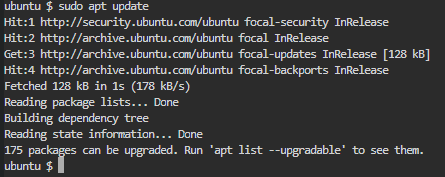 ubuntu $ sudo apt update
Hit:1 http://security.ubuntu.com/ubuntu focal-security InRelease
Hit:2 http://archive.ubuntu.com/ubuntu focal InRelease
Get:3 http://archive.ubuntu.com/ubuntu focal-updates InRelease [128 kB]
Hit:4 http://archive.ubuntu.com/ubuntu focal-backports InRelease
Fetched 128 kB in 1s (178 kB/s)
Reading package lists... Done
Building dependency tree
Reading state information... Done
175 packages can be upgraded. Run 'apt list --upgradable' to see them.
ubuntu $